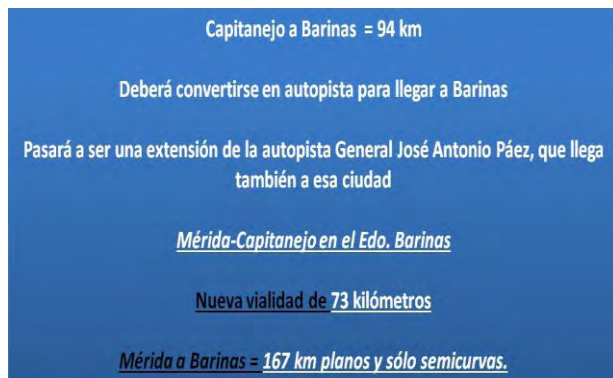 Capitanejo a Barinas = 94 km
Deberá convertirse en autopista para llegar a Barinas
Pasará a ser una extensión de la autopista General José Antonio Páez, que llega
también a esa ciudad
Mérida-Capitanejo en el Edo. Barinas
Nueva vialidad de 73 kilómetros
Mérida a Barinas = 167 km planos y sólo semicurvas.